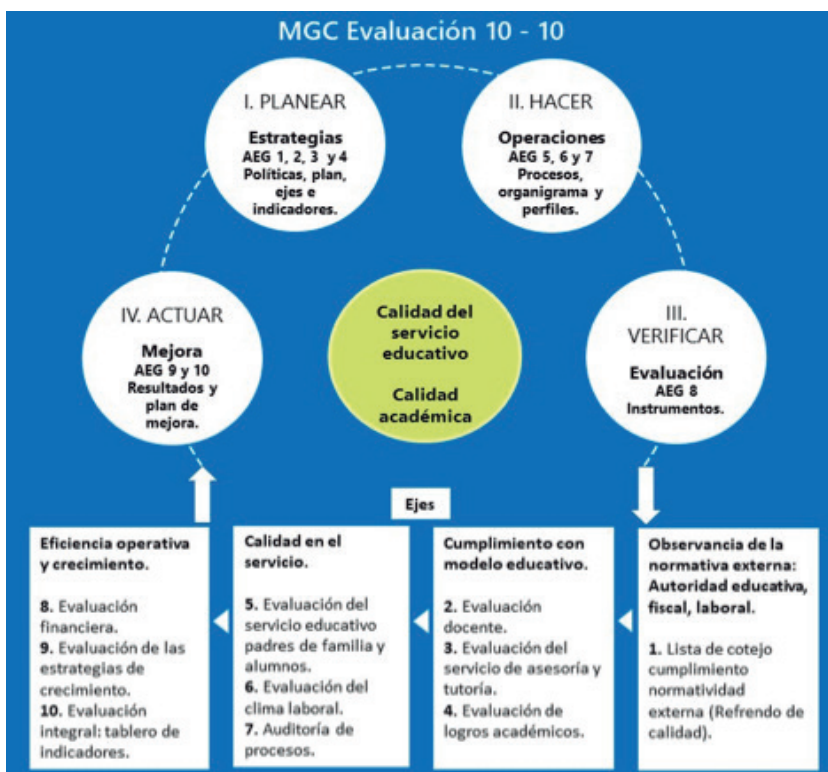 MGC Evaluación 10 - 10
I. PLANEAR
Estrategias
AEG 1, 2, 3 y 4
Políticas, plan,
ejes e
indicadores.
II. HACER
Operaciones
AEG 5, 6 y 7
Procesos,
organigrama y
perfiles.
IV. ACTUAR
Mejora
AEG 9 y 10
Resultados y
plan de
mejora.
Calidad del
servicio
educativo
Calidad
académica
III.
VERIFICAR
Evaluación
AEG 8
Instrumentos.
Ejes
Eficiencia operativa
y crecimiento.
8. Evaluación
financiera.
9. Evaluación de las
estrategias de
crecimiento.
10. Evaluación
integral: tablero de
indicadores.
Calidad en el
servicio.
5. Evaluación del
servicio educativo
padres de familia y
alumnos.
6. Evaluación del
clima laboral.
7. Auditoría de
procesos.
Cumplimiento con
modelo educativo.
2. Evaluación
docente.
3. Evaluación del
servicio de asesoría y
tutoría.
4. Evaluación de
logros académicos.
Observancia de la
normativa externa:
Autoridad educativa,
fiscal, laboral.
1. Lista de cotejo
cumplimiento
normatividad
externa (Refrendo de
calidad).